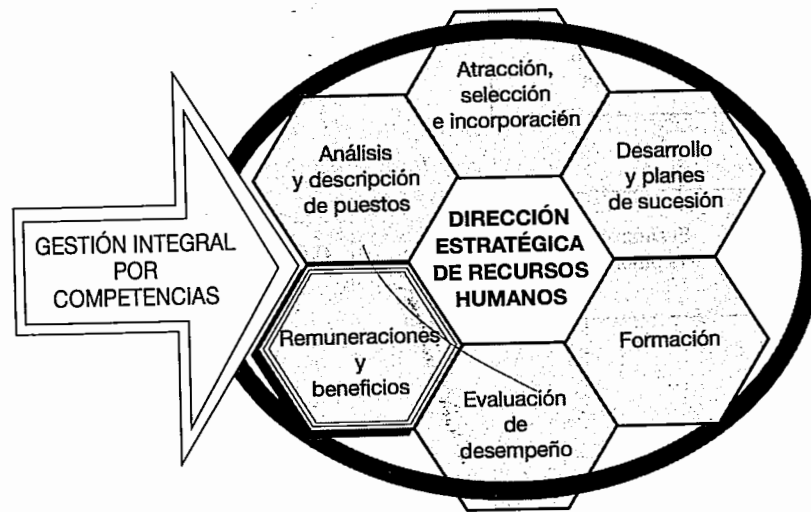 GESTIÓN INTEGRAL
POR
COMPETENCIAS
Atracción,
selección
e incorporación
Análisis
y descripción
de puestos
Desarrollo
y planes
de sucesión
DIRECCIÓN
ESTRATÉGICA
DE RECURSOS
HUMANOS
Remuneraciones
y
beneficios
Formación
Evaluación
de
desempeño